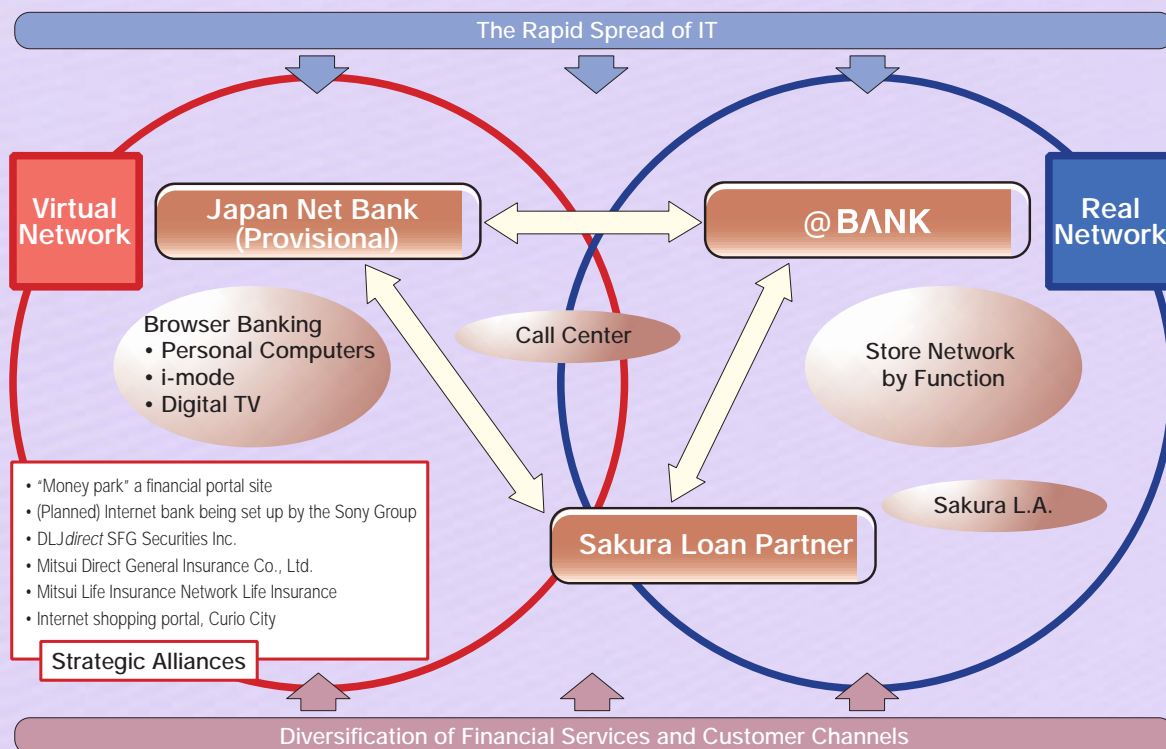 The Rapid Spread of IT
Virtual
Network
Japan Net Bank
(Provisional)
@BΛNK
Real
Network
Browser Banking
• Personal Computers
• i-mode
• Digital TV
Call Center
Store Network
by Function
• “Money park” a financial portal site
• (Planned) Internet bank being set up by the Sony Group
• DLJdirect SFG Securities Inc.
• Mitsui Direct General Insurance Co., Ltd.
• Mitsui Life Insurance Network Life Insurance
• Internet shopping portal, Curio City
Strategic Alliances
Sakura Loan Partner
Sakura L.A.
Diversification of Financial Services and Customer Channels